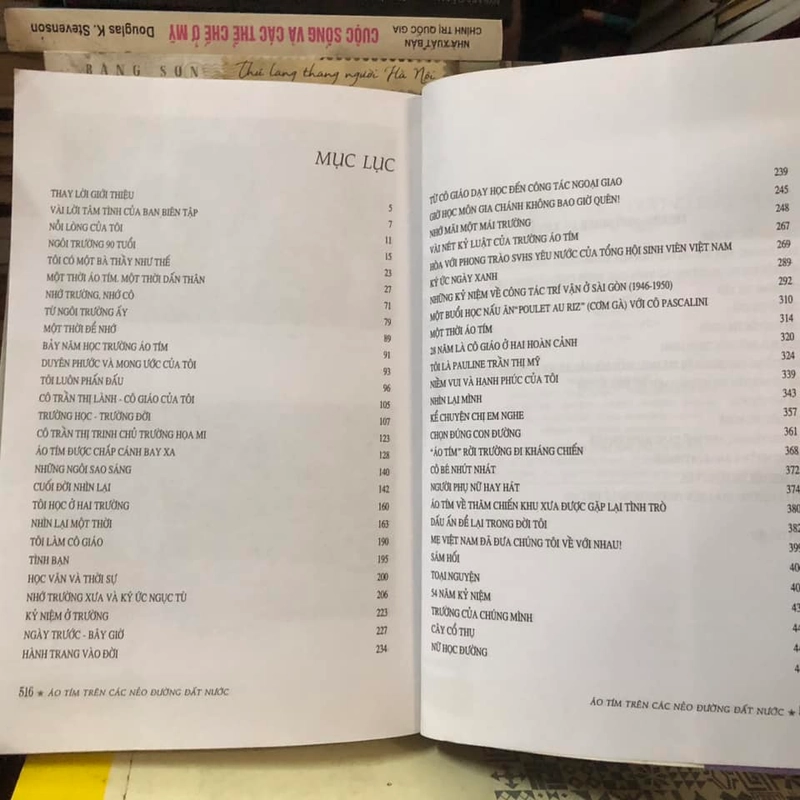 NHÀ XUẤT BẢN
CHÍNH TRỊ QUỐC GIA
CUỘC SỐNG VÀ CÁC THỂ CHẾ Ở MỸ
Douglas K. Stevenson
BĂNG SƠN
Thú lang thang người Hà Nội
MỤC LỤC
THAY LỜI GIỚI THIỆU 5
VÀI LỜI TÂM TÌNH CỦA BAN BIÊN TẬP 7
NỖI LÒNG CỦA TÔI 11
NGÔI TRƯỜNG 90 TUỔI 15
TÔI CÓ MỘT BÀ THẦY NHƯ THẾ 23
MỘT THỜI ÁO TÍM. MỘT THỜI DẤN THÂN 27
NHỚ TRƯỜNG, NHỚ CÔ 71
TỪ NGÔI TRƯỜNG ẤY 79
MỘT THỜI ĐỂ NHỚ 89
BẢY NĂM HỌC TRƯỜNG ÁO TÍM 91
DUYÊN PHƯỚC VÀ MONG ƯỚC CỦA TÔI 93
TÔI LUÔN PHẤN ĐẤU 96
CÔ TRẦN THỊ LÀNH - CÔ GIÁO CỦA TÔI 105
TRƯỜNG HỌC - TRƯỜNG ĐỜI 107
CÔ TRẦN THỊ TRINH CHỦ TRƯỜNG HỌA MI 123
ÁO TÍM ĐƯỢC CHẮP CÁNH BAY XA 128
NHỮNG NGÔI SAO SÁNG 140
CUỐI ĐỜI NHÌN LẠI 142
TÔI HỌC Ở HAI TRƯỜNG 160
NHÌN LẠI MỘT THỜI 163
TÔI LÀM CÔ GIÁO 190
TÌNH BẠN 195
HỌC VẤN VÀ THỜI SỰ 200
NHỚ TRƯỜNG XƯA VÀ KÝ ỨC NGỤC TÙ 206
KỶ NIỆM Ở TRƯỜNG 223
NGÀY TRƯỚC - BÂY GIỜ 227
HÀNH TRANG VÀO ĐỜI 234
516 ★ ÁO TÍM TRÊN CÁC NẺO ĐƯỜNG ĐẤT NƯỚC
TỪ CÔ GIÁO DẠY HỌC ĐẾN CÔNG TÁC NGOẠI GIAO 239
GIỜ HỌC MÔN GIA CHÁNH KHÔNG BAO GIỜ QUÊN! 245
NHỚ MÃI MỘT MÁI TRƯỜNG 248
VÀI NÉT KỶ LUẬT CỦA TRƯỜNG ÁO TÍM 267
HÒA VỚI PHONG TRÀO SVHS YÊU NƯỚC CỦA TỔNG HỘI SINH VIÊN VIỆT NAM 269
KÝ ỨC NGÀY XANH 289
NHỮNG KỶ NIỆM VỀ CÔNG TÁC TRÍ VẬN Ở SÀI GÒN (1946-1950) 292
MỘT BUỔI HỌC NẤU ĂN"POULET AU RIZ" (CƠM GÀ) VỚI CÔ PASCALINI 310
MỘT THỜI ÁO TÍM 314
28 NĂM LÀ CÔ GIÁO Ở HAI HOÀN CẢNH 320
TÔI LÀ PAULINE TRẦN THỊ MỸ 324
NIỀM VUI VÀ HẠNH PHÚC CỦA TÔI 339
NHÌN LẠI MÌNH 343
KỂ CHUYỆN CHỊ EM NGHE 357
CHỌN ĐÚNG CON ĐƯỜNG 361
"ÁO TÍM" RỜI TRƯỜNG ĐI KHÁNG CHIẾN 368
CÔ BÉ NHÚT NHÁT 372
NGƯỜI PHỤ NỮ HAY HÁT 374
ÁO TÍM VỀ THĂM CHIẾN KHU XƯA ĐƯỢC GẶP LẠI TÌNH TRÒ 380
DẤU ẤN ĐỂ LẠI TRONG ĐỜI TÔI 382
MẸ VIỆT NAM ĐÃ ĐƯA CHÚNG TÔI VỀ VỚI NHAU! 399
SÁM HỐI
TOẠI NGUYỆN
54 NĂM KỶ NIỆM
TRƯỜNG CỦA CHÚNG MÌNH
CÂY CỔ THỤ
NỮ HỌC ĐƯỜNG
ÁO TÍM TRÊN CÁC NẺO ĐƯỜNG ĐẤT NƯỚC ★